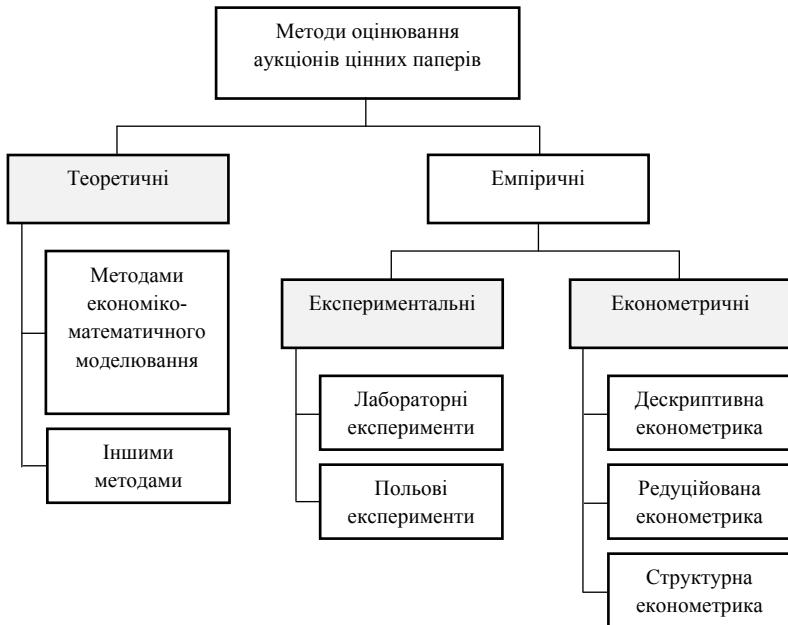 Методи оцінювання
аукціонів цінних паперів
Теоретичні
Емпіричні
Методами
економіко-
математичного
моделювання
Іншими
методами
Експериментальні
Лабораторні
експерименти
Польові
експерименти
Економетричні
Дескриптивна
економетрика
Редуційована
економетрика
Структурна
економетрика